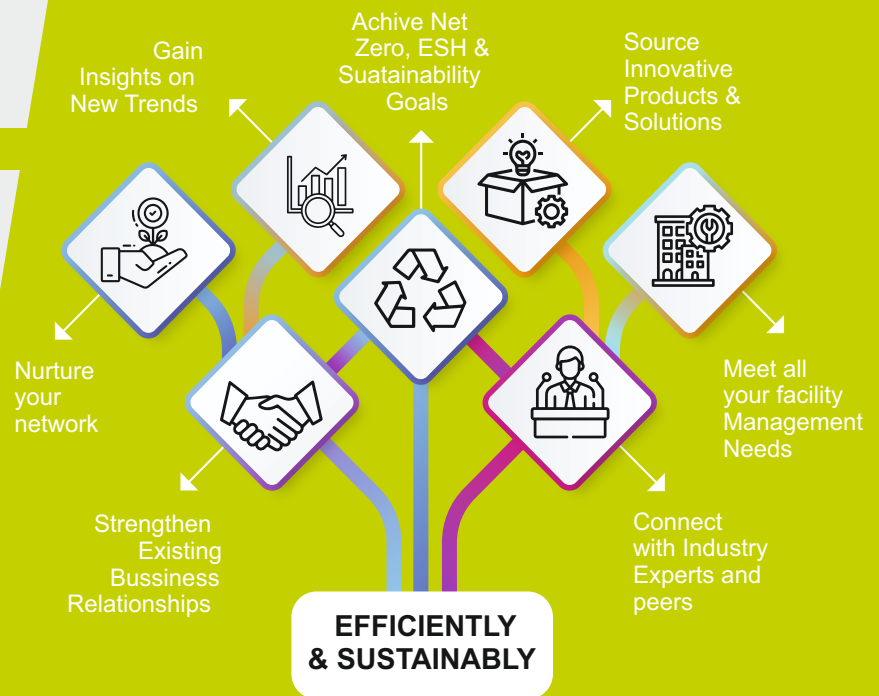 Gain
Insights on
New Trends
Achive Net
Zero, ESH &
Suatainability
Goals
Source
Innovative
Products &
Solutions
Nurture
your
network
Meet all
your facility
Management
Needs
Strengthen
Existing
Bussiness
Relationships
Connect
with Industry
Experts and
peers
EFFICIENTLY
& SUSTAINABLY